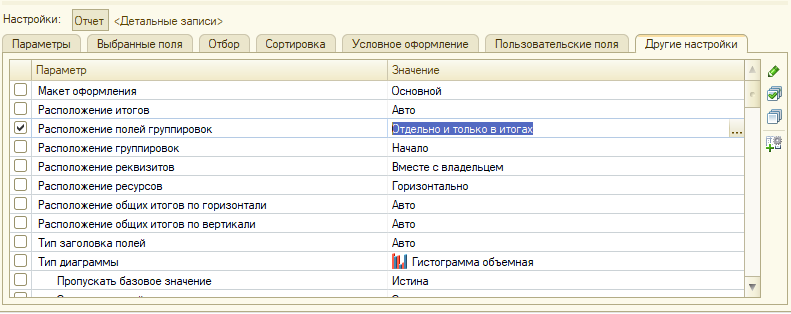 Настройки: Отчет <Детальные записи>
Параметры Выбранные поля Отбор Сортировка Условное оформление Пользовательские поля Другие настройки
Параметр Значение
Макет оформления Основной
Расположение итогов Авто
Расположение полей группировок Отдельно и только в итогах ...
Расположение группировок Начало
Расположение реквизитов Вместе с владельцем
Расположение ресурсов Горизонтально
Расположение общих итогов по горизонтали Авто
Расположение общих итогов по вертикали Авто
Тип заголовка полей Авто
Тип диаграммы Гистограмма объемная
Пропускать базовое значение Истина